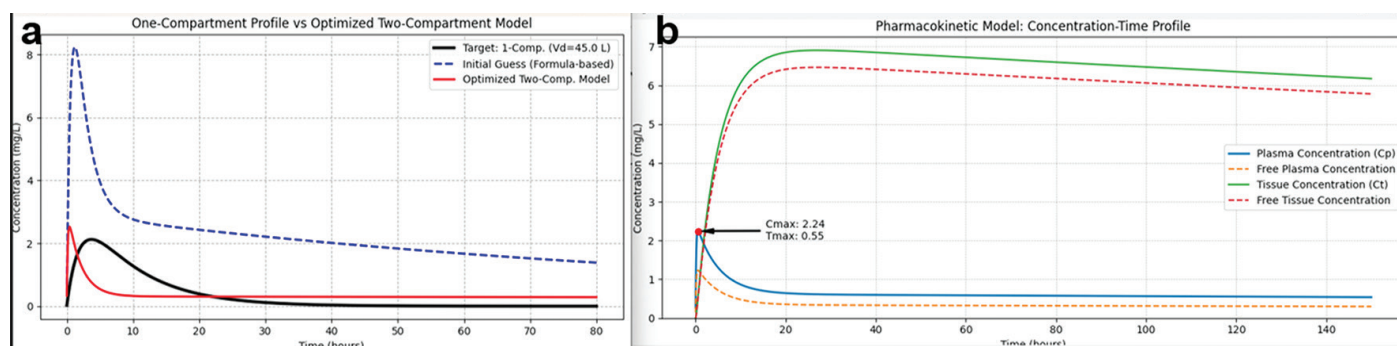 a
One-Compartment Profile vs Optimized Two-Compartment Model
Target: 1-Comp. (Vd=45.0 L)
Initial Guess (Formula-based)
Optimized Two-Comp. Model
Concentration (mg/L)
8
6
4
2
0
0 10 20 30 40 50 60 70 80
Time (hours)
b
Pharmacokinetic Model: Concentration-Time Profile
Concentration (mg/L)
7
6
5
4
3
2
1
0
Plasma Concentration (Cp)
Free Plasma Concentration
Tissue Concentration (Ct)
Free Tissue Concentration
Cmax: 2.24
Tmax: 0.55
0 20 40 60 80 100 120 140
Time (hours)